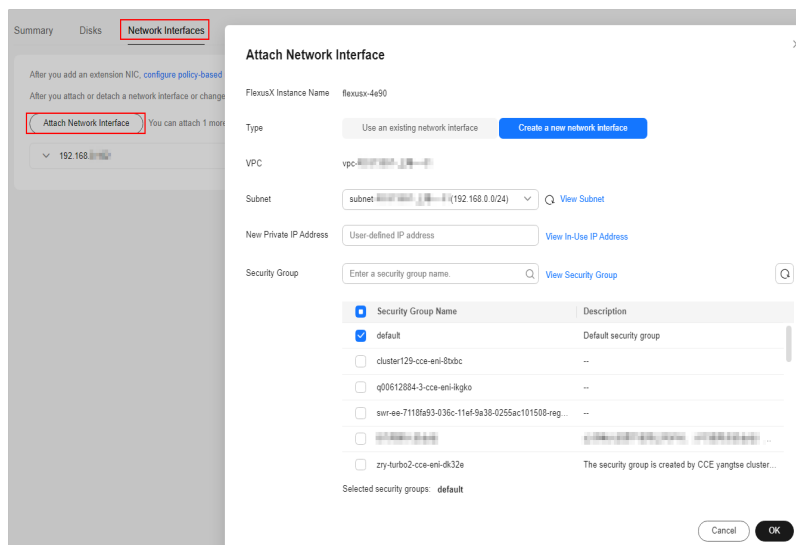 Summary Disks Network Interfaces
After you add an extension NIC, configure policy-based
After you attach or detach a network interface or change
Attach Network Interface You can attach 1 more
192.168.
Attach Network Interface
FlexusX Instance Name flexusx-4e90
Type Use an existing network interface Create a new network interface
VPC vpc-
Subnet subnet- (192.168.0.0/24) View Subnet
New Private IP Address User-defined IP address View In-Use IP Address
Security Group Enter a security group name. View Security Group
Security Group Name Description
default Default security group
cluster129-cce-eni-8txbc --
q00612884-3-cce-eni-ikgko --
swr-ee-7118fa93-036c-11ef-9a38-0255ac101508-reg... --
...
zry-turbo2-cce-eni-dk32e The security group is created by CCE yangtse cluster...
Selected security groups: default
Cancel OK